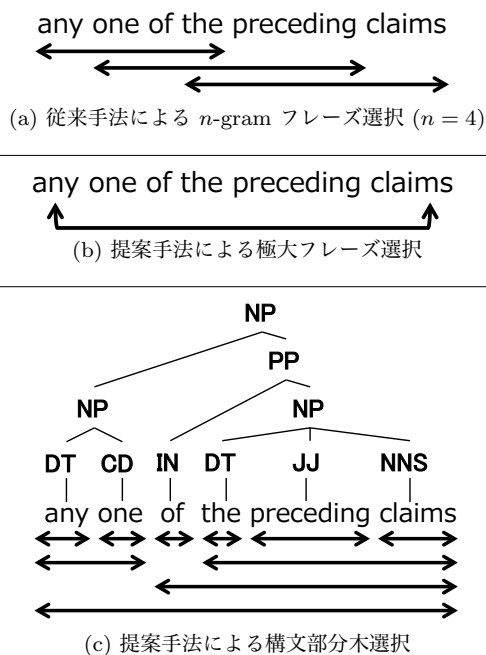 any one of the preceding claims
(a) 従来手法による n-gram フレーズ選択 (n = 4)
any one of the preceding claims
(b) 提案手法による極大フレーズ選択
NP
PP
NP
NP
DT CD IN DT JJ NNS
any one of the preceding claims
(c) 提案手法による構文部分木選択